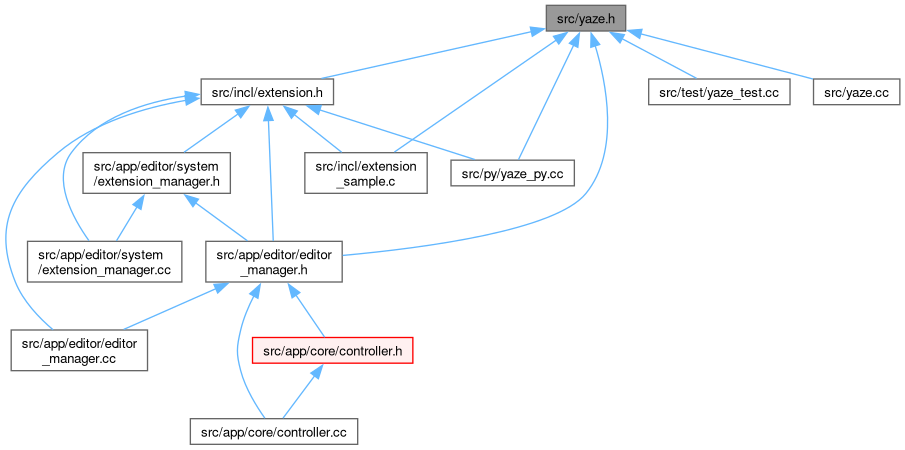 src/yaze.h
src/incl/extension.h
src/test/yaze_test.cc
src/yaze.cc
src/app/editor/system
/extension_manager.h
src/incl/extension
_sample.c
src/py/yaze_py.cc
src/app/editor/system
/extension_manager.cc
src/app/editor/editor
_manager.h
src/app/editor/editor
_manager.cc
src/app/core/controller.h
src/app/core/controller.cc